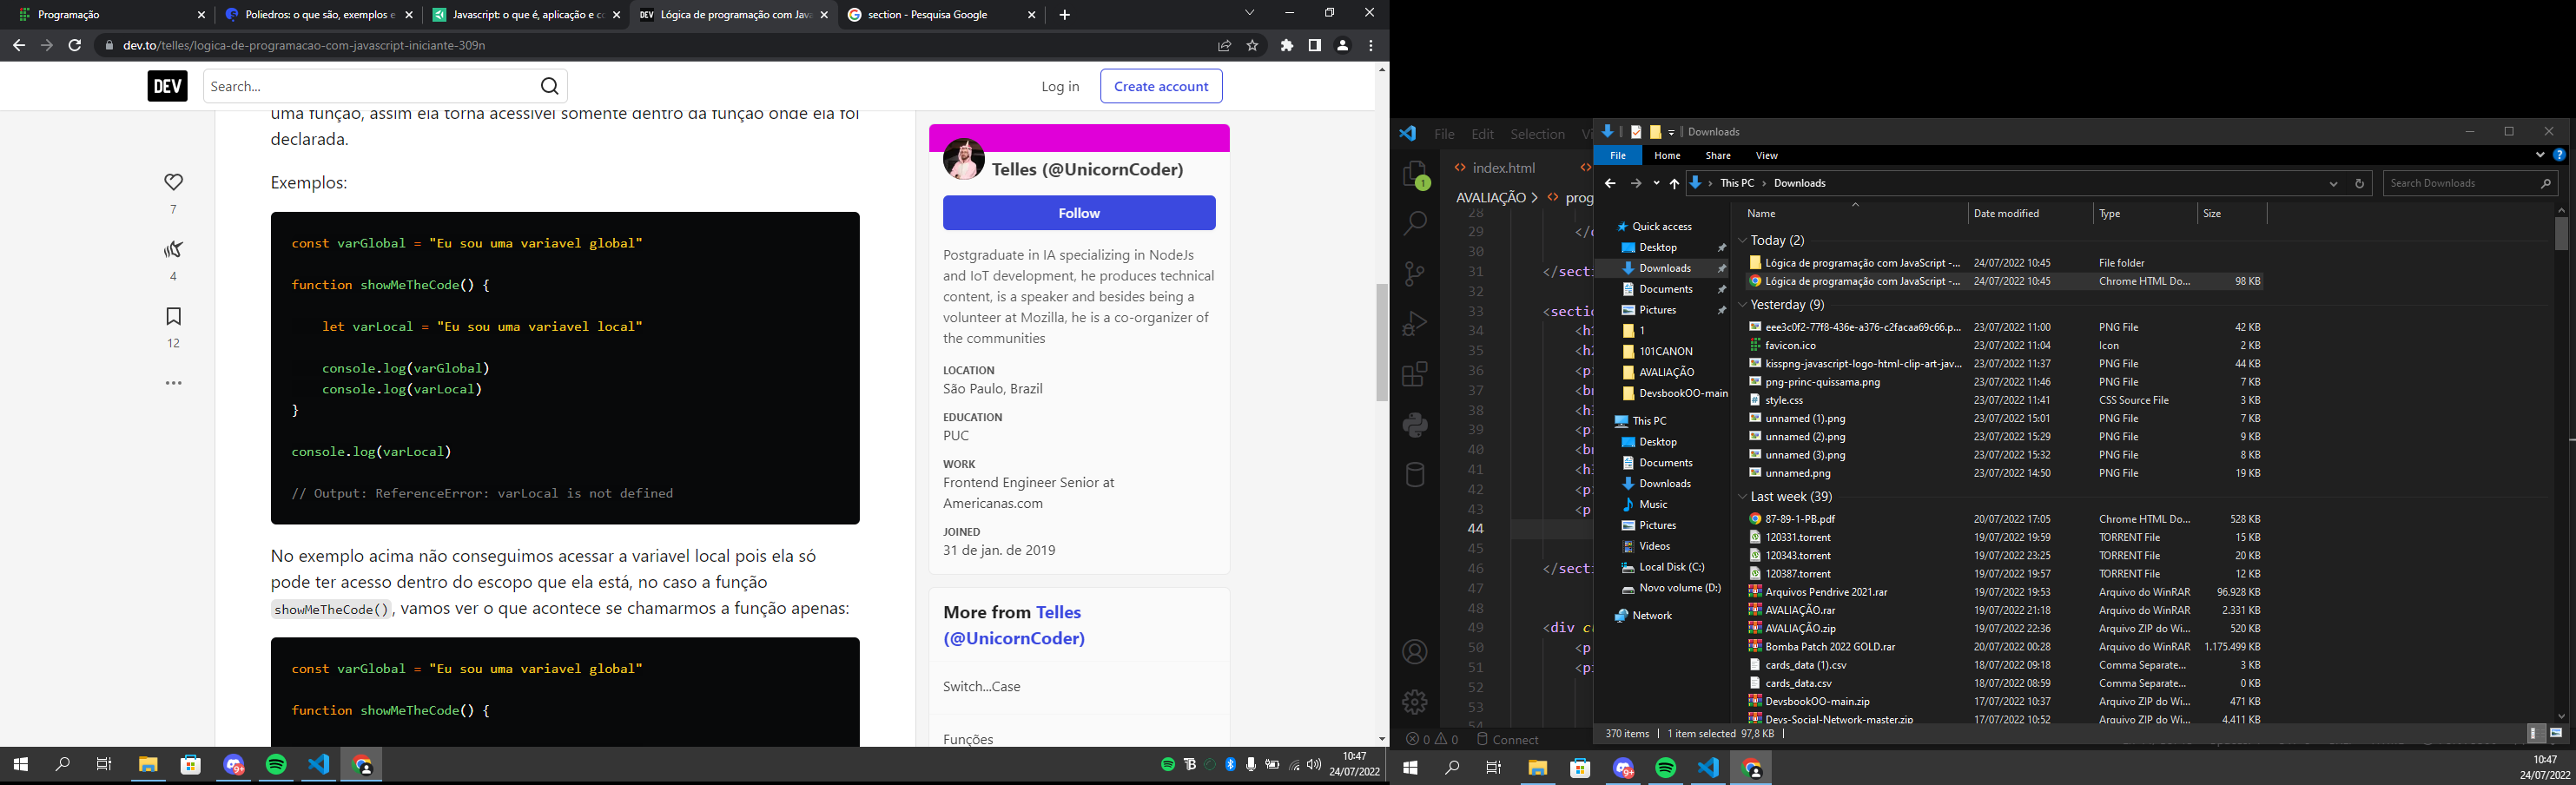 Programação
Poliedros: o que são, exemplos e
Javascript: o que é, aplicação e co
Lógica de programação com Java
section - Pesquisa Google
dev.to/telles/logica-de-programacao-com-javascript-iniciante-309n
DEV
Search...
Log in
Create account
uma função, assim ela torna acessível somente dentro da função onde ela foi
declarada.
Exemplos:
7
4
12
const varGlobal = "Eu sou uma variavel global"
function showMeTheCode() {
let varLocal = "Eu sou uma variavel local"
console.log(varGlobal)
console.log(varLocal)
}
console.log(varLocal)
// Output: ReferenceError: varLocal is not defined
No exemplo acima não conseguimos acessar a variavel local pois ela só
pode ter acesso dentro do escopo que ela está, no caso a função
showMeTheCode(), vamos ver o que acontece se chamarmos a função apenas:
const varGlobal = "Eu sou uma variavel global"
function showMeTheCode() {
Telles (@UnicornCoder)
Follow
Postgraduate in IA specializing in NodeJs
and IoT development, he produces technical
content, is a speaker and besides being a
volunteer at Mozilla, he is a co-organizer of
the communities
LOCATION
São Paulo, Brazil
EDUCATION
PUC
WORK
Frontend Engineer Senior at
Americanas.com
JOINED
31 de jan. de 2019
More from Telles
(@UnicornCoder)
Switch...Case
Funções
10:47
24/07/2022
File Edit Selection Vi
index.html
AVALIAÇÃO > prog
1
28
29 </d
30
31 </secti
32
33 <section
34 <h1
35 <h2
36 <p
37 <br
38 <h
39 <p
40 <br
41 <h
42 <p
43 <p
44
45
46 </secti
47
48
49 <div c
50 <p
51 <p
52
53
54
0 0 Connect
Downloads
File Home Share View
This PC > Downloads
Search Downloads
Quick access
Desktop
Downloads
Documents
Pictures
1
101CANON
AVALIAÇÃO
DevsbookOO-main
This PC
Desktop
Documents
Downloads
Music
Pictures
Videos
Local Disk (C:)
Novo volume (D:)
Network
Name Date modified Type Size
Today (2)
Lógica de programação com JavaScript -... 24/07/2022 10:45 File folder
Lógica de programação com JavaScript -... 24/07/2022 10:45 Chrome HTML Do... 98 KB
Yesterday (9)
eee3c0f2-77f8-436e-a376-c2facaa69c66.p... 23/07/2022 11:00 PNG File 42 KB
favicon.ico 23/07/2022 11:04 Icon 2 KB
kisspng-javascript-logo-html-clip-art-jav... 23/07/2022 11:37 PNG File 44 KB
png-princ-quissama.png 23/07/2022 11:46 PNG File 7 KB
style.css 23/07/2022 11:41 CSS Source File 3 KB
unnamed (1).png 23/07/2022 15:01 PNG File 7 KB
unnamed (2).png 23/07/2022 15:29 PNG File 9 KB
unnamed (3).png 23/07/2022 15:32 PNG File 8 KB
unnamed.png 23/07/2022 14:50 PNG File 19 KB
Last week (39)
87-89-1-PB.pdf 20/07/2022 17:05 Chrome HTML Do... 528 KB
120331.torrent 19/07/2022 19:59 TORRENT File 15 KB
120343.torrent 19/07/2022 23:25 TORRENT File 20 KB
120387.torrent 19/07/2022 19:57 TORRENT File 12 KB
Arquivos Pendrive 2021.rar 19/07/2022 19:53 Arquivo do WinRAR 96.928 KB
AVALIAÇÃO.rar 19/07/2022 21:18 Arquivo do WinRAR 2.331 KB
AVALIAÇÃO.zip 19/07/2022 22:36 Arquivo ZIP do Wi... 520 KB
Bomba Patch 2022 GOLD.rar 20/07/2022 00:28 Arquivo do WinRAR 1.175.499 KB
cards_data (1).csv 18/07/2022 09:18 Comma Separate... 3 KB
cards_data.csv 18/07/2022 08:59 Comma Separate... 0 KB
DevsbookOO-main.zip 17/07/2022 10:37 Arquivo ZIP do Wi... 471 KB
Devs-Social-Network-master.zip 17/07/2022 10:52 Arquivo ZIP do Wi... 4.411 KB
370 items 1 item selected 97,8 KB
10:47
24/07/2022